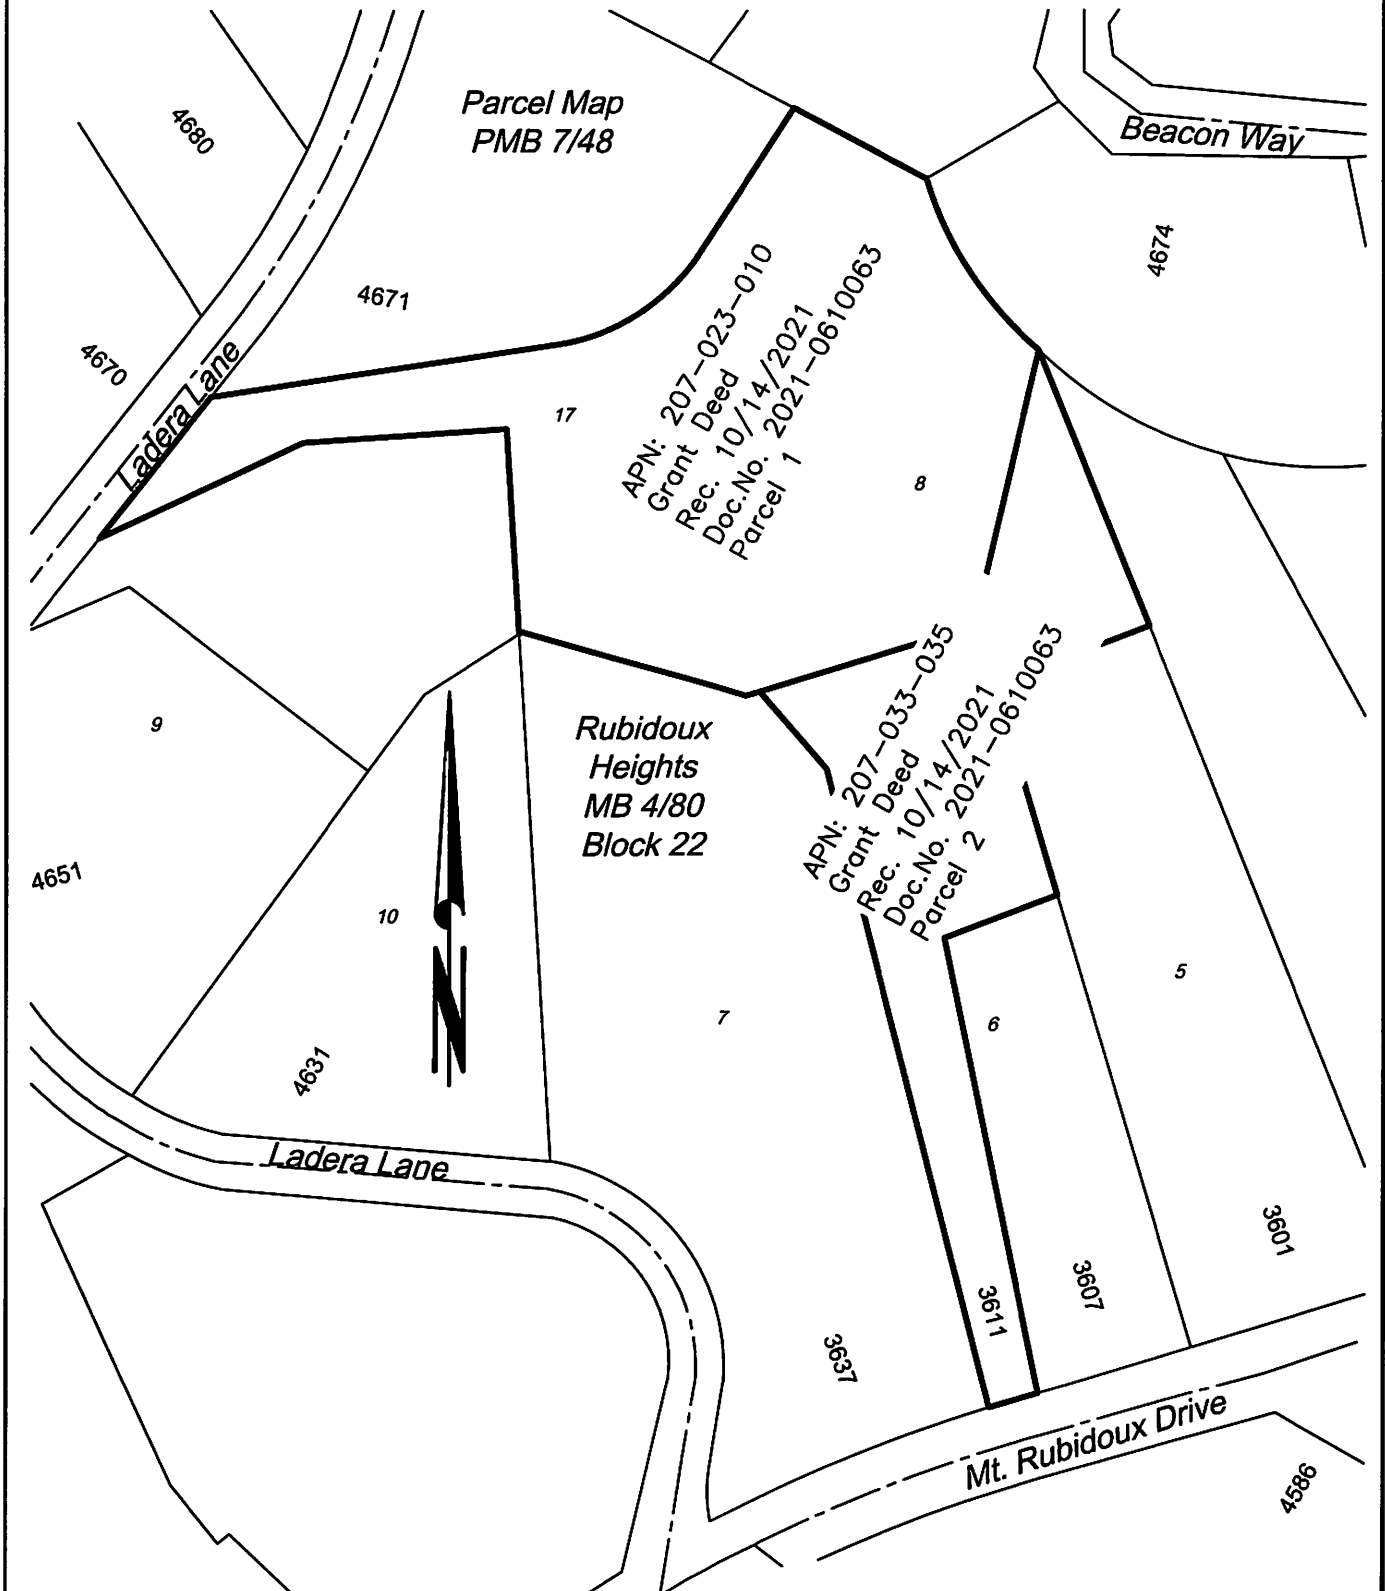 Parcel Map
PMB 7/48
4680
Beacon Way
4674
4671
4670
Ladera Lane
17
APN: 207-023-010
Grant Deed
Rec. 10/14/2021
Doc.No. 2021-0610063
Parcel 1
8
9
Rubidoux
Heights
MB 4/80
Block 22
APN: 207-033-035
Grant Deed
Rec. 10/14/2021
Doc.No. 2021-0610063
Parcel 2
4651
10
N
7
6
5
4631
Ladera Lane
3637
3611
3607
3601
Mt. Rubidoux Drive
4586